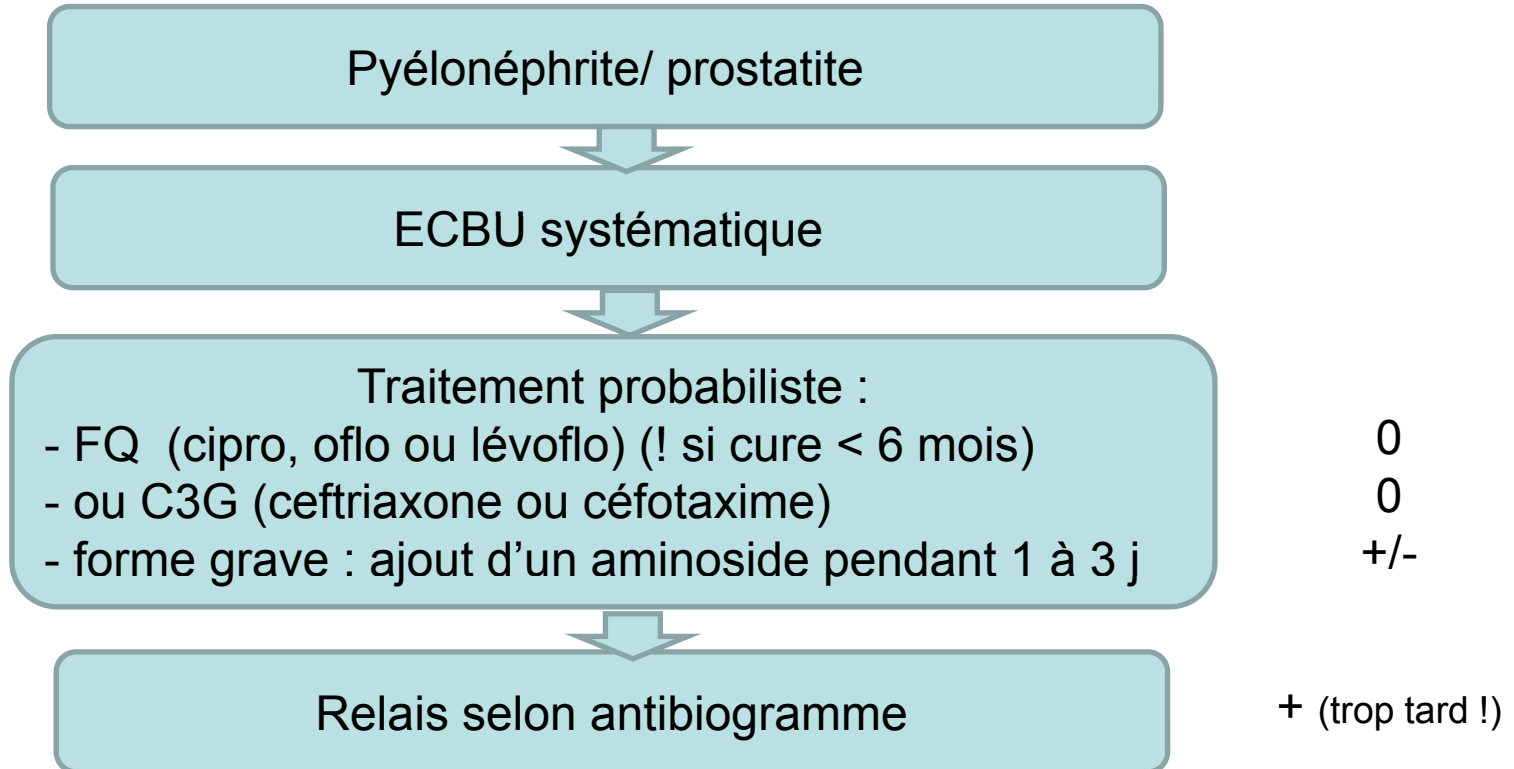 Pyélonéphrite/ prostatite
ECBU systématique
Traitement probabiliste :
- FQ  (cipro, oflo ou lévoflo) (! si cure < 6 mois)
0
- ou C3G (ceftriaxone ou céfotaxime)
0
- forme grave : ajout d’un aminoside pendant 1 à 3 j
+/-
Relais selon antibiogramme
+ (trop tard !)